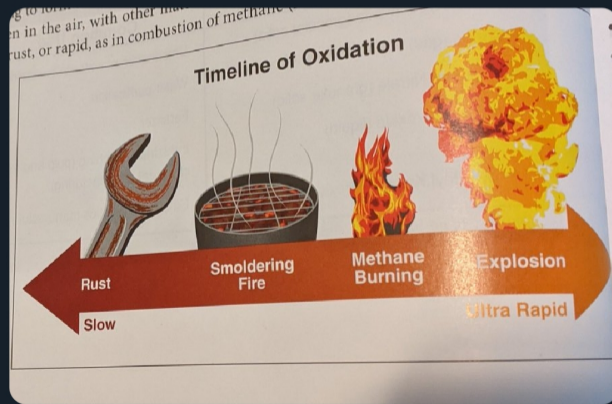 en in the air, with other
rust, or rapid, as in combustion of methane
Timeline of Oxidation
Rust
Smoldering
Fire
Methane
Burning
Explosion
Slow
Ultra Rapid